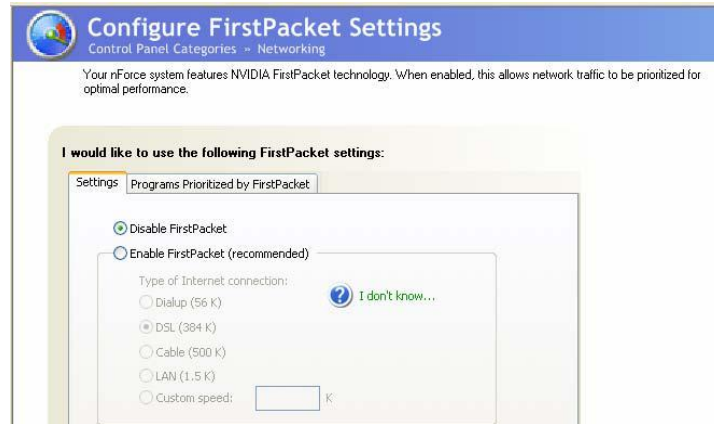 Configure FirstPacket Settings
Control Panel Categories » Networking
Your nForce system features NVIDIA FirstPacket technology. When enabled, this allows network traffic to be prioritized for
optimal performance.
I would like to use the following FirstPacket settings:
Settings
Programs Prioritized by FirstPacket
Disable FirstPacket
Enable FirstPacket (recommended)
Type of Internet connection:
? I don't know...
Dialup (56 K)
DSL (384 K)
Cable (500 K)
LAN (1.5 K)
Custom speed: K